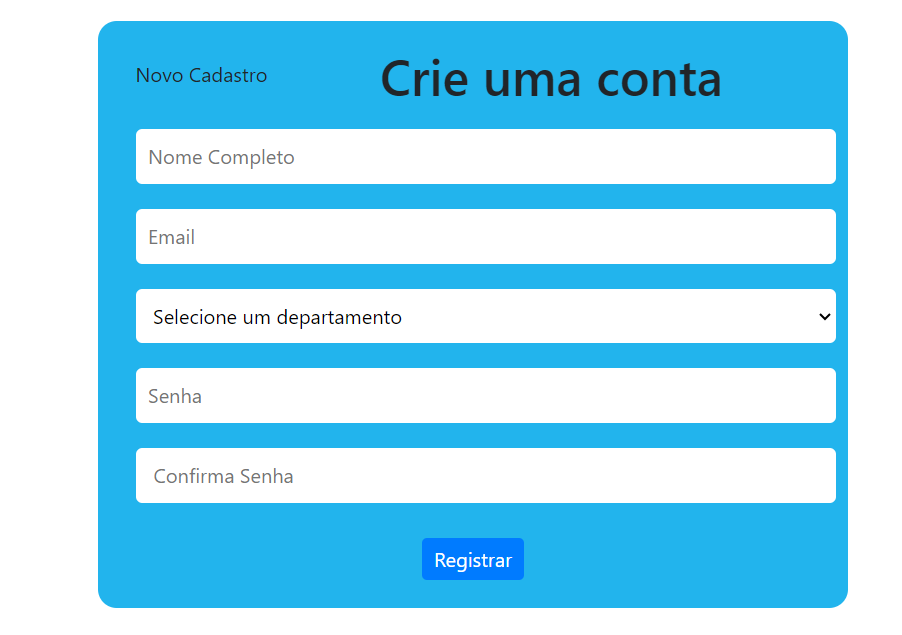 Novo Cadastro
Crie uma conta
Nome Completo
Email
Selecione um departamento
Senha
Confirma Senha
Registrar